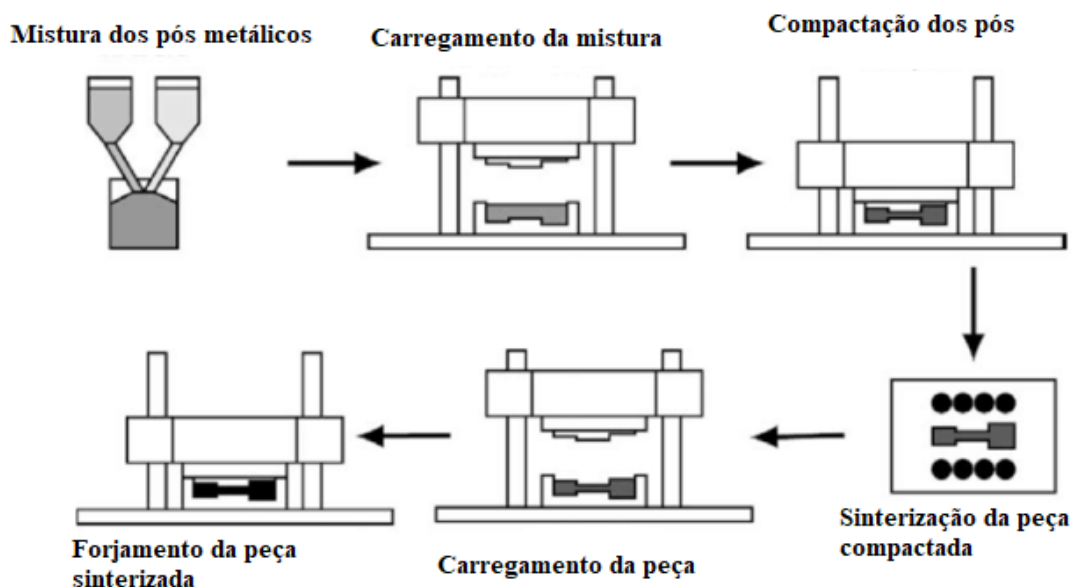 Mistura dos pós metálicos
Carregamento da mistura
Compactação dos pós
Sinterização da peça
compactada
Carregamento da peça
Forjamento da peça
sinterizada